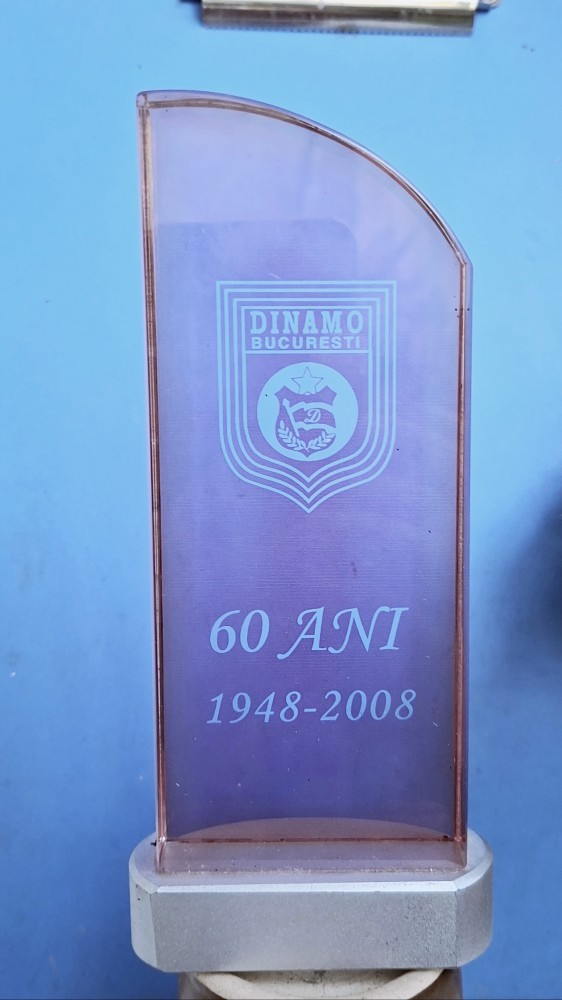 DINAMO
BUCURESTI
D
60 ANI
1948-2008